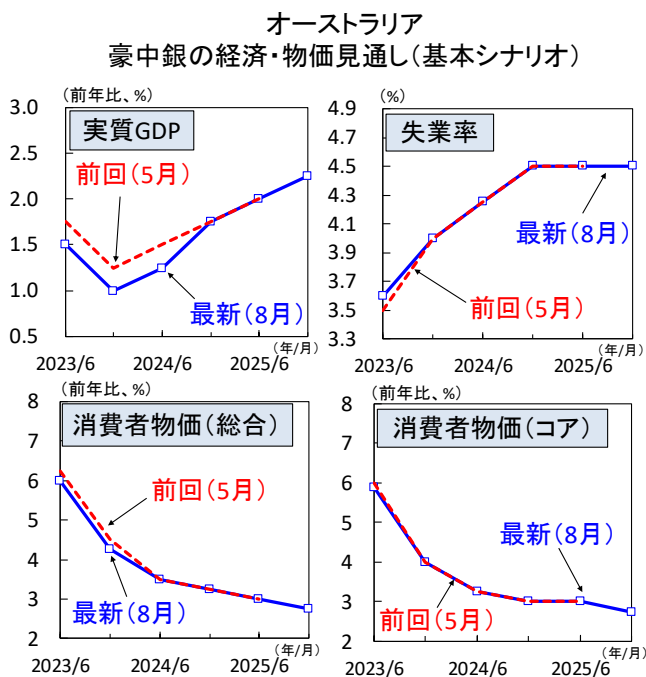 オーストラリア
豪中銀の経済・物価見通し(基本シナリオ)
(前年比、%)
実質GDP
3.0
2.5
2.0
1.5
1.0
0.5
前回(5月)
最新(8月)
2023/6
2024/6
2025/6
(年/月)
(%)
失業率
4.9
4.7
4.5
4.3
4.1
3.9
3.7
3.5
3.3
最新(8月)
前回(5月)
2023/6
2024/6
2025/6
(年/月)
(前年比、%)
消費者物価(総合)
8
7
6
5
4
3
2
前回(5月)
最新(8月)
2023/6
2024/6
2025/6
(年/月)
(前年比、%)
消費者物価(コア)
8
7
6
5
4
3
2
最新(8月)
前回(5月)
2023/6
2024/6
2025/6
(年/月)